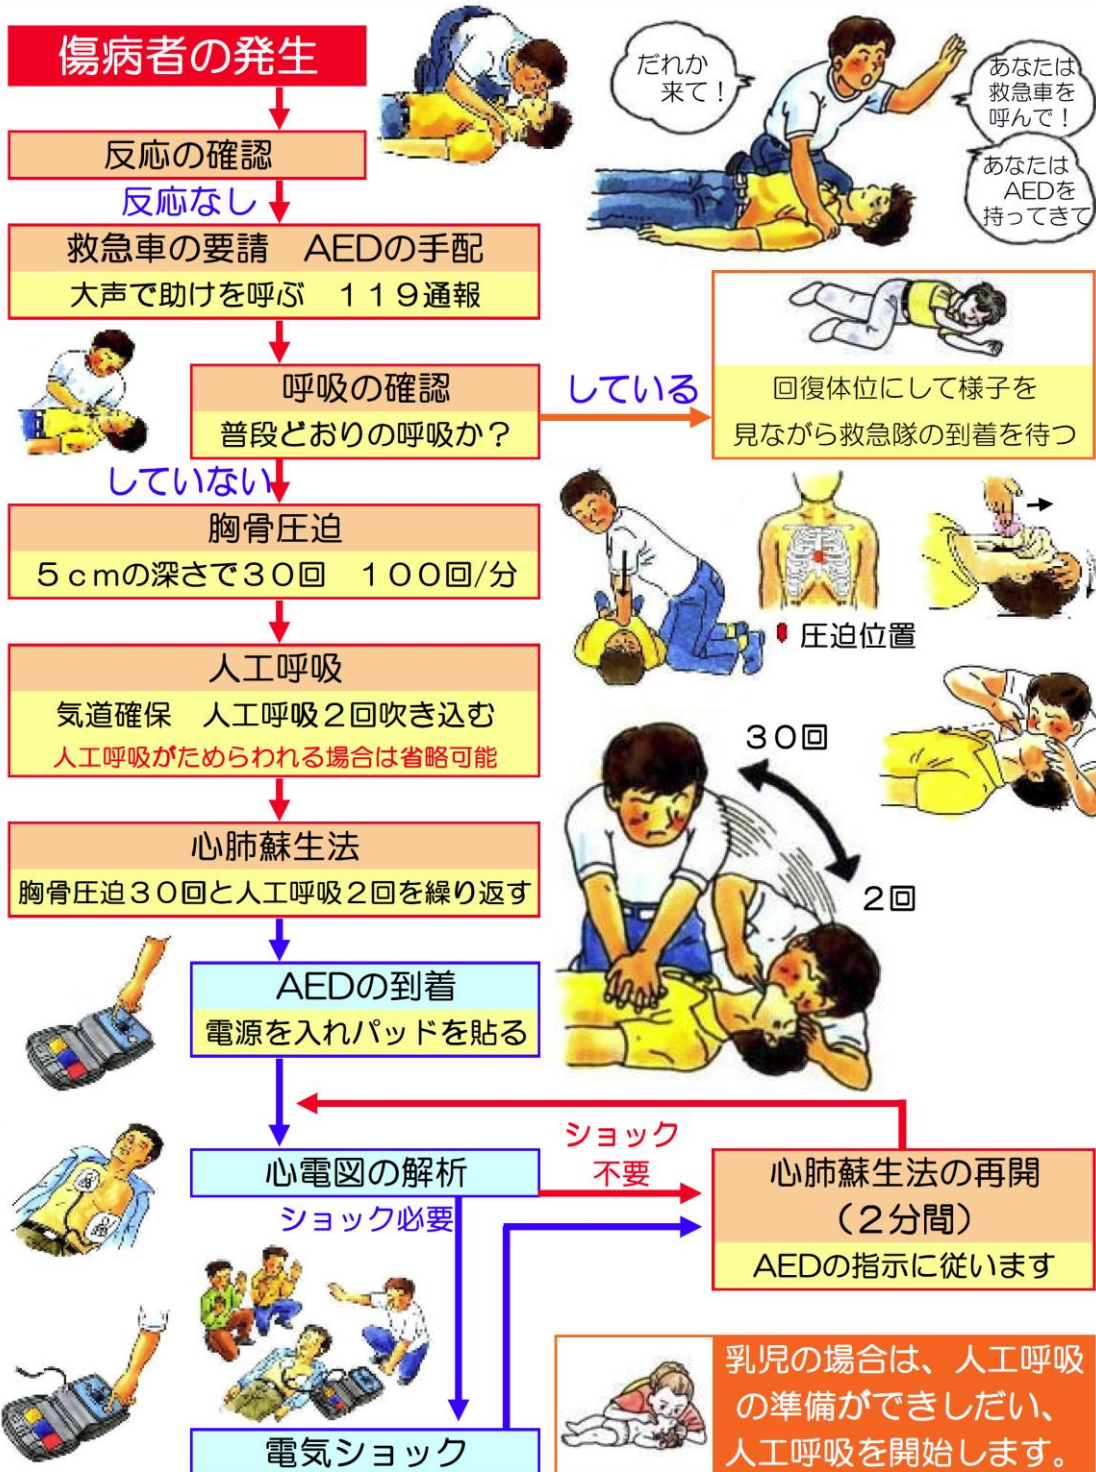 傷病者の発生
だれか
来て！
あなたは
救急車を
呼んで！
あなたは
AEDを
持ってきて
反応の確認
反応なし
救急車の要請　AEDの手配
大声で助けを呼ぶ　１１９通報
呼吸の確認
普段どおりの呼吸か？
している
回復体位にして様子を
見ながら救急隊の到着を待つ
していない
胸骨圧迫
５ｃｍの深さで３０回　１００回/分
圧迫位置
人工呼吸
気道確保　人工呼吸２回吹き込む
人工呼吸がためらわれる場合は省略可能
３０回
２回
心肺蘇生法
胸骨圧迫３０回と人工呼吸２回を繰り返す
AEDの到着
電源を入れパッドを貼る
心電図の解析
ショック
不要
ショック必要
心肺蘇生法の再開
（２分間）
AEDの指示に従います
電気ショック
乳児の場合は、人工呼吸
の準備ができしだい、
人工呼吸を開始します。